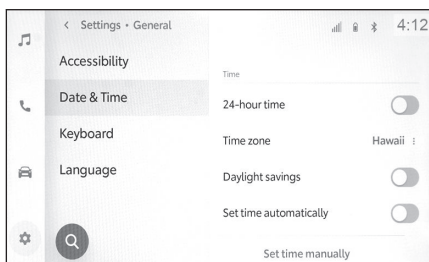 < Settings • General
4:12
Accessibility
Date & Time
Keyboard
Language
Time
24-hour time
Time zone
Hawaii
Daylight savings
Set time automatically
Set time manually